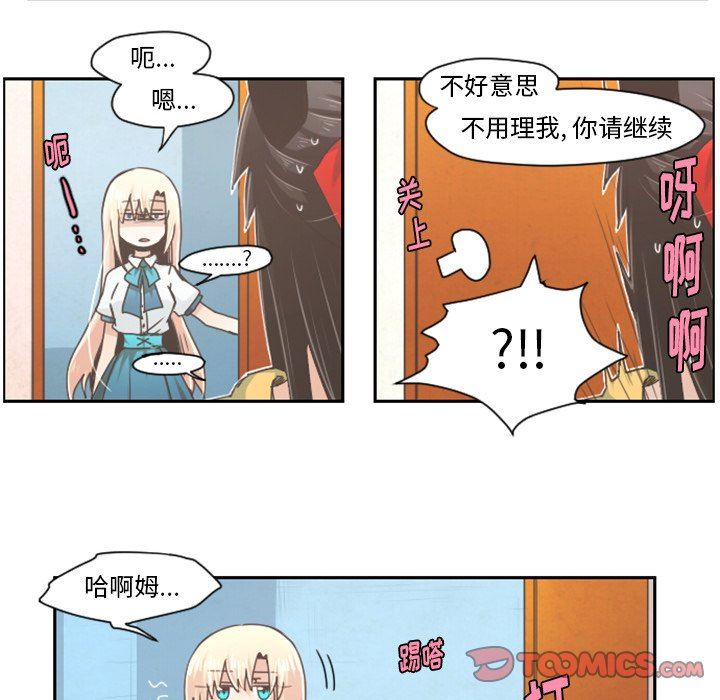 呃...
嗯...
呃
.......?
.....
不好意思
不用理我,你请继续
关上
呀啊啊
?!!
哈啊姆...
踢嗒
打
TOOMICS.COM